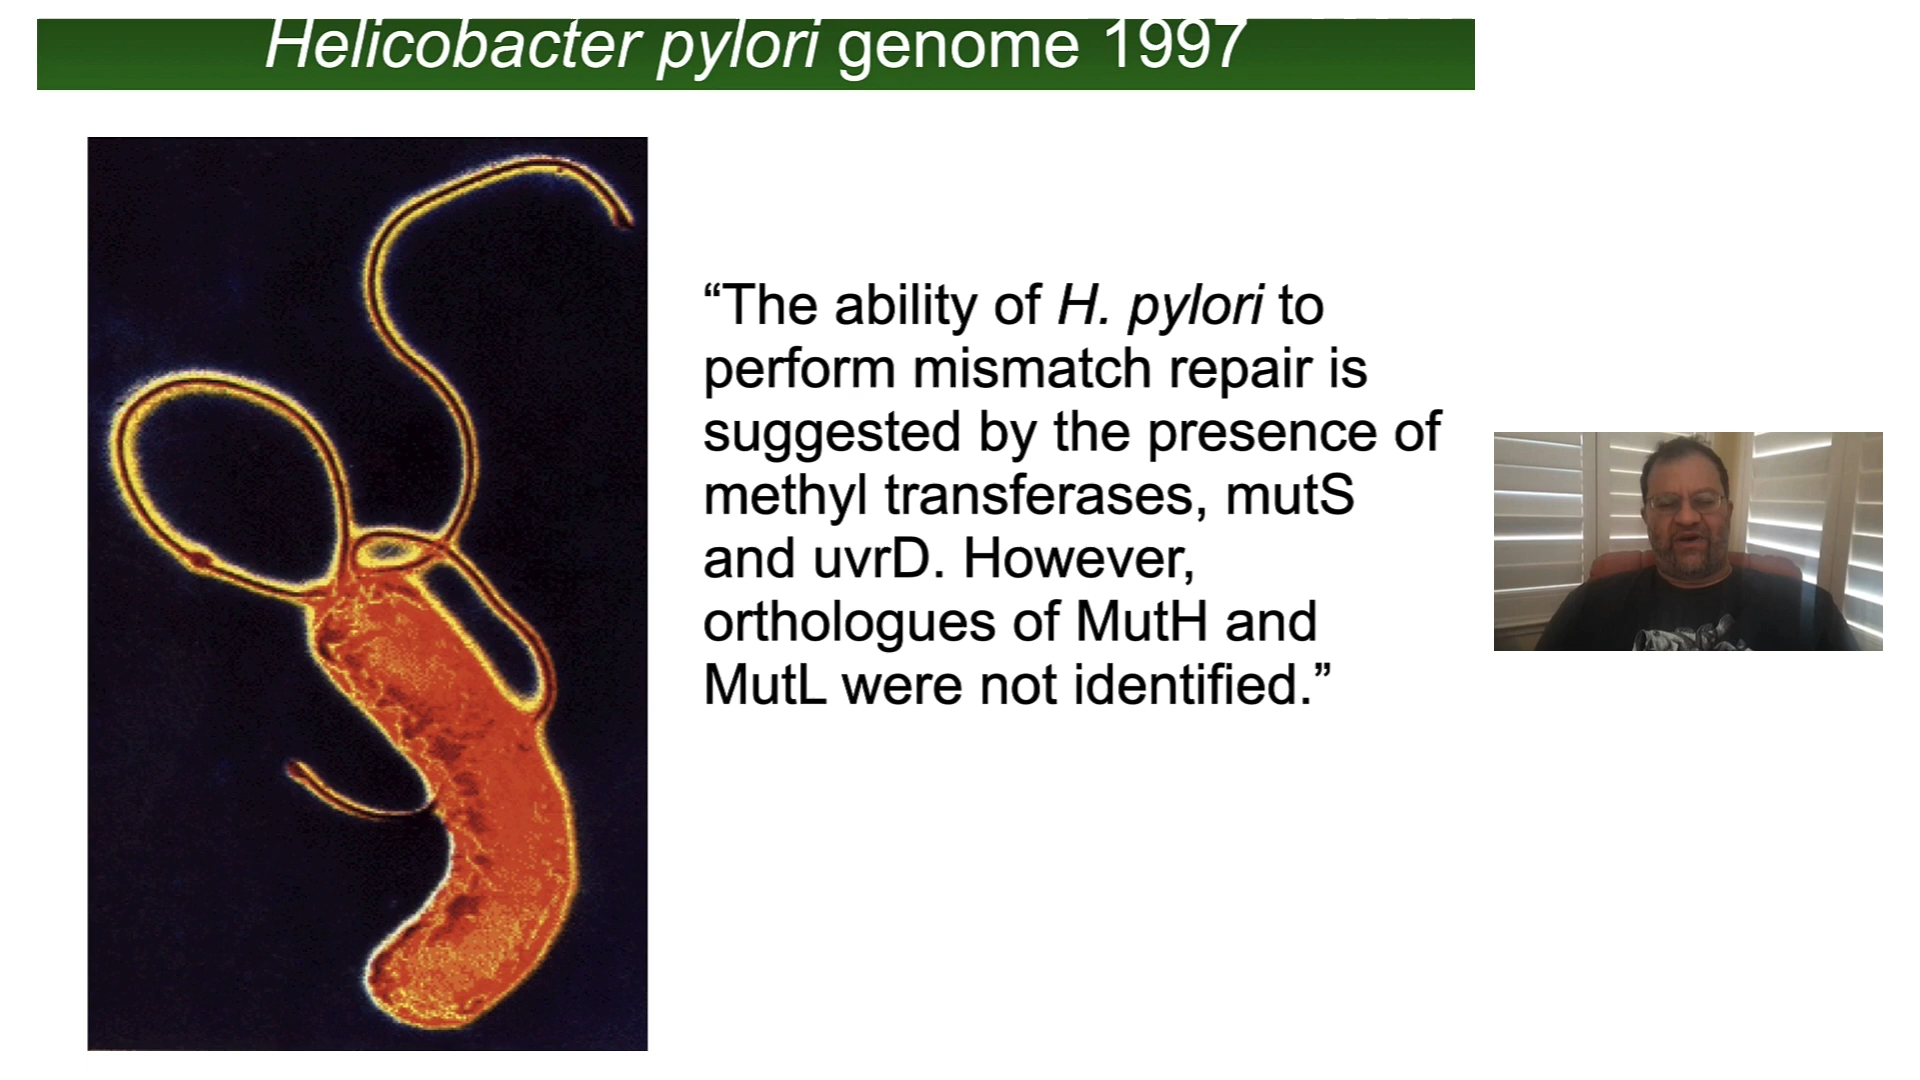 Helicobacter pylori genome 1997
“The ability of H. pylori to
perform mismatch repair is
suggested by the presence of
methyl transferases, mutS
and uvrD. However,
orthologues of MutH and
MutL were not identified.”